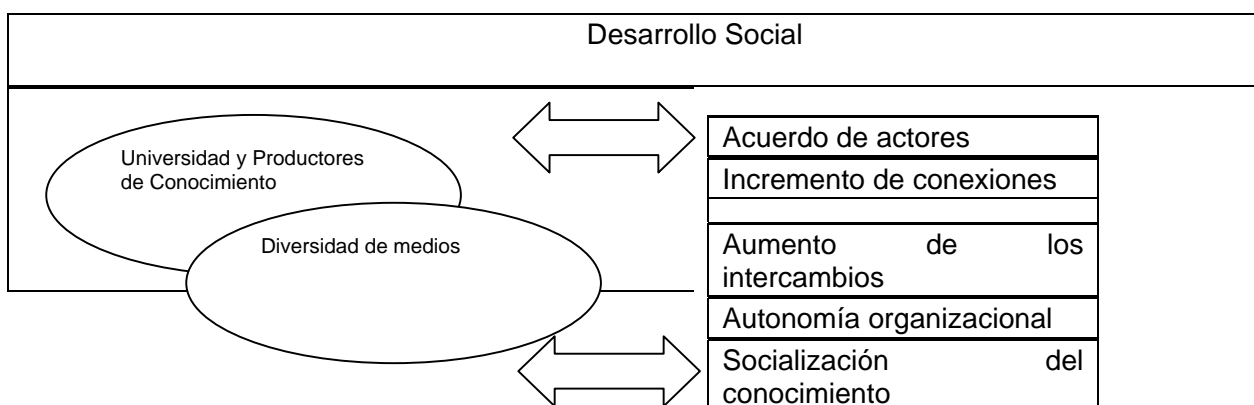 Desarrollo Social
Universidad y Productores
de Conocimiento
Diversidad de medios
Acuerdo de actores
Incremento de conexiones
Aumento de los
intercambios
Autonomía organizacional
Socialización del
conocimiento